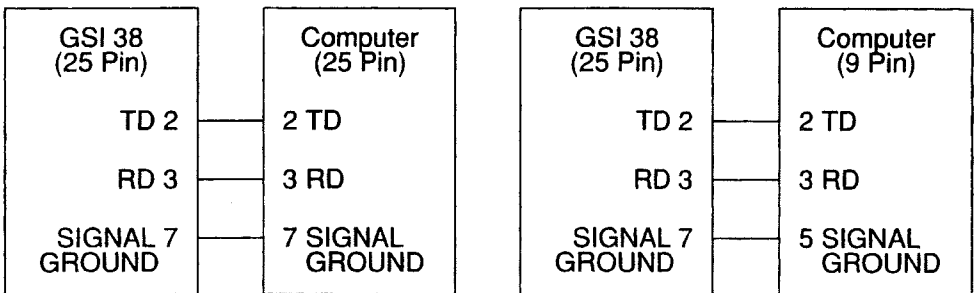 GSI 38
(25 Pin)
TD 2
RD 3
SIGNAL 7
GROUND
Computer
(25 Pin)
2 TD
3 RD
7 SIGNAL
GROUND
GSI 38
(25 Pin)
TD 2
RD 3
SIGNAL 7
GROUND
Computer
(9 Pin)
2 TD
3 RD
5 SIGNAL
GROUND